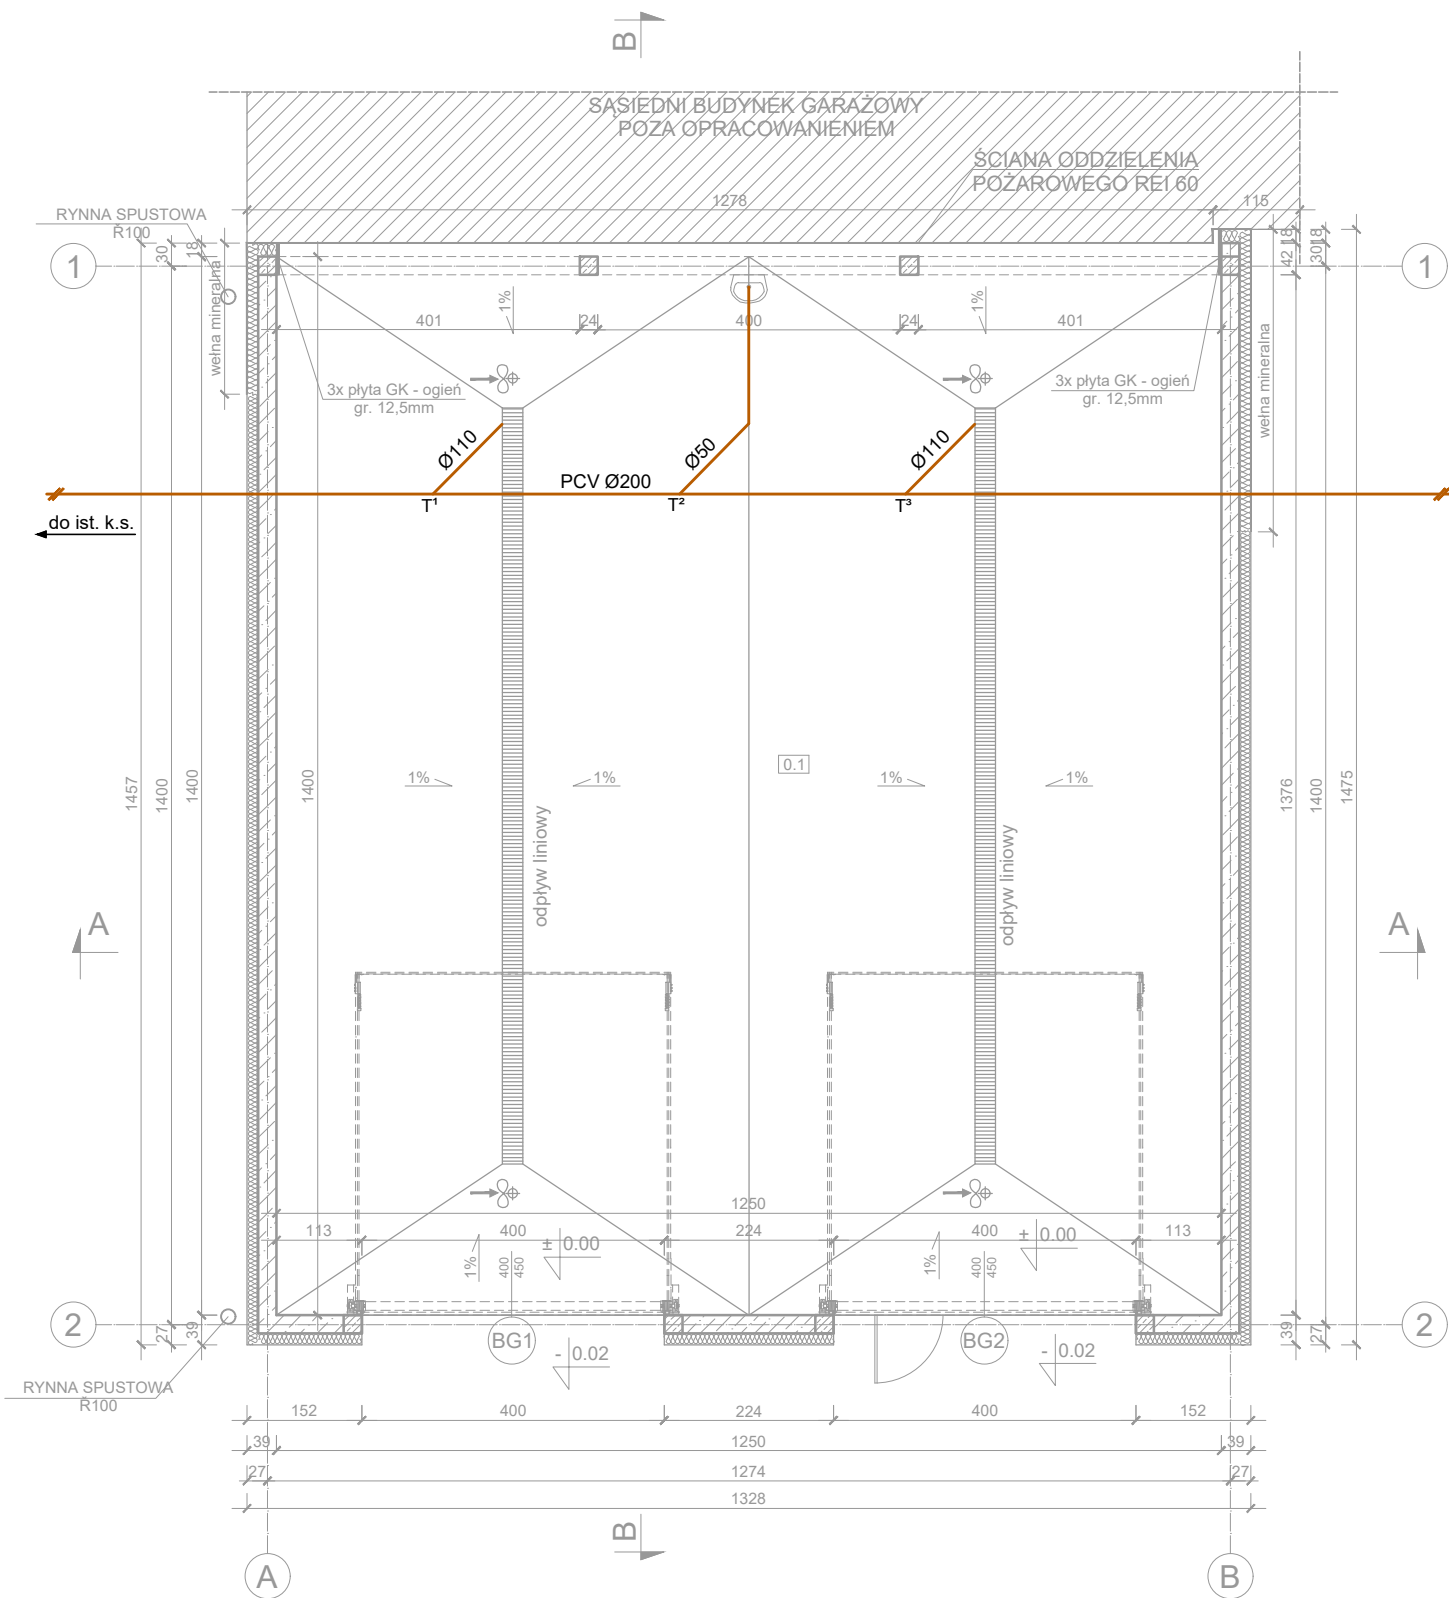 B
SĄSIEDNI BUDYNEK GARAŻOWY
POZA OPRACOWANIENIEM
ŚCIANA ODDZIELENIA
POŻAROWEGO REI 60
1278
115
RYNNA SPUSTOWA
Ř100
30
18
18
42
3018
1
1
wełna mineralna
wełna mineralna
1%
1%
401
24
400
24
401
3x płyta GK - ogień
gr. 12,5mm
3x płyta GK - ogień
gr. 12,5mm
Ø110
Ø50
Ø110
PCV Ø200
T¹
T²
T³
do ist. k.s.
0.1
1%
1%
1%
1%
1457
1400
1400
1400
1376
1400
1475
odpływ liniowy
odpływ liniowy
A
A
1250
113
400
224
400
113
1%
400
450
± 0.00
1%
400
450
± 0.00
2
2
27
39
39
27
BG1
BG2
- 0.02
- 0.02
RYNNA SPUSTOWA
Ř100
152
400
224
400
152
39
1250
39
27
1274
27
1328
B
A
B